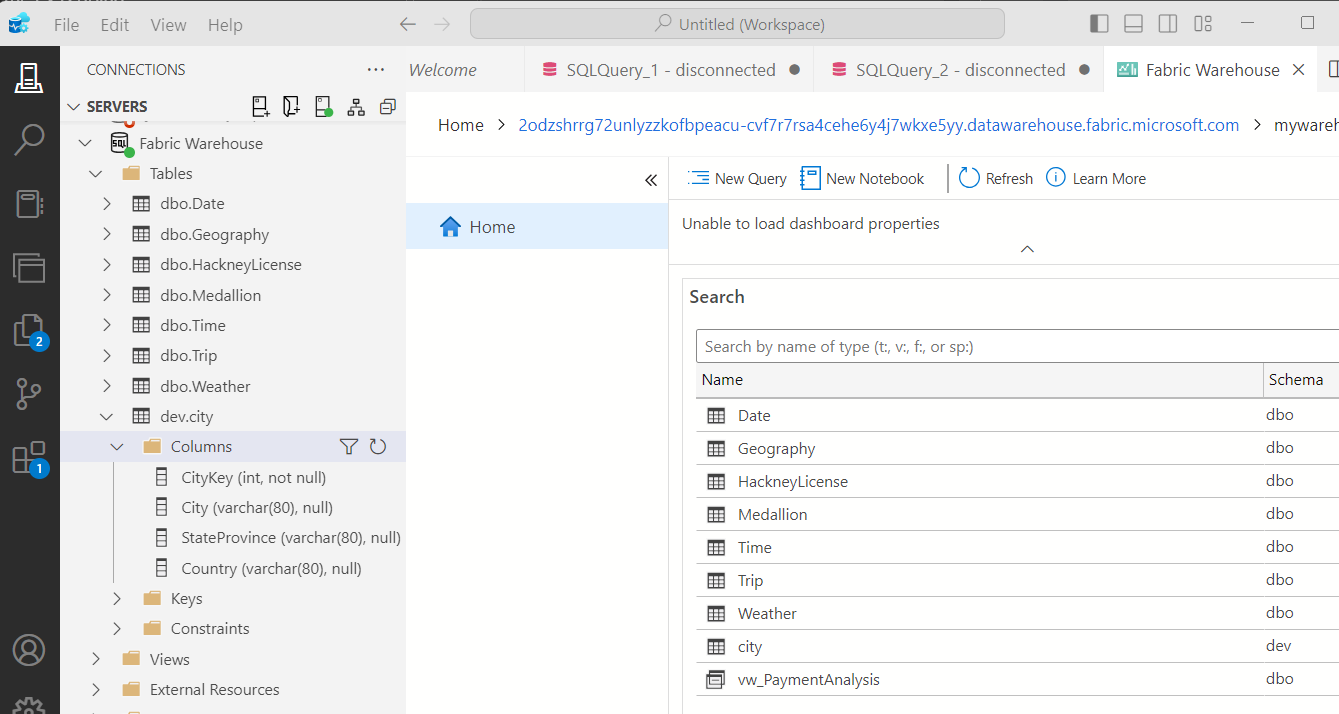 File Edit View Help
Untitled (Workspace)
CONNECTIONS
Welcome
SQLQuery_1 - disconnected
SQLQuery_2 - disconnected
Fabric Warehouse
SERVERS
SQL
Fabric Warehouse
Tables
dbo.Date
dbo.Geography
dbo.HackneyLicense
dbo.Medallion
dbo.Time
dbo.Trip
dbo.Weather
dev.city
Columns
CityKey (int, not null)
City (varchar(80), null)
StateProvince (varchar(80), null)
Country (varchar(80), null)
Keys
Constraints
Views
External Resources
2
1
Home > 2odzshrrg72unlyzzkofbpeacu-cvf7r7rsa4cehe6y4j7wkxe5yy.datawarehouse.fabric.microsoft.com > mywareh
New Query New Notebook Refresh Learn More
Home
Unable to load dashboard properties
Search
Search by name of type (t:, v:, f:, or sp:)
Name Schema
Date dbo
Geography dbo
HackneyLicense dbo
Medallion dbo
Time dbo
Trip dbo
Weather dbo
city dev
vw_PaymentAnalysis dbo